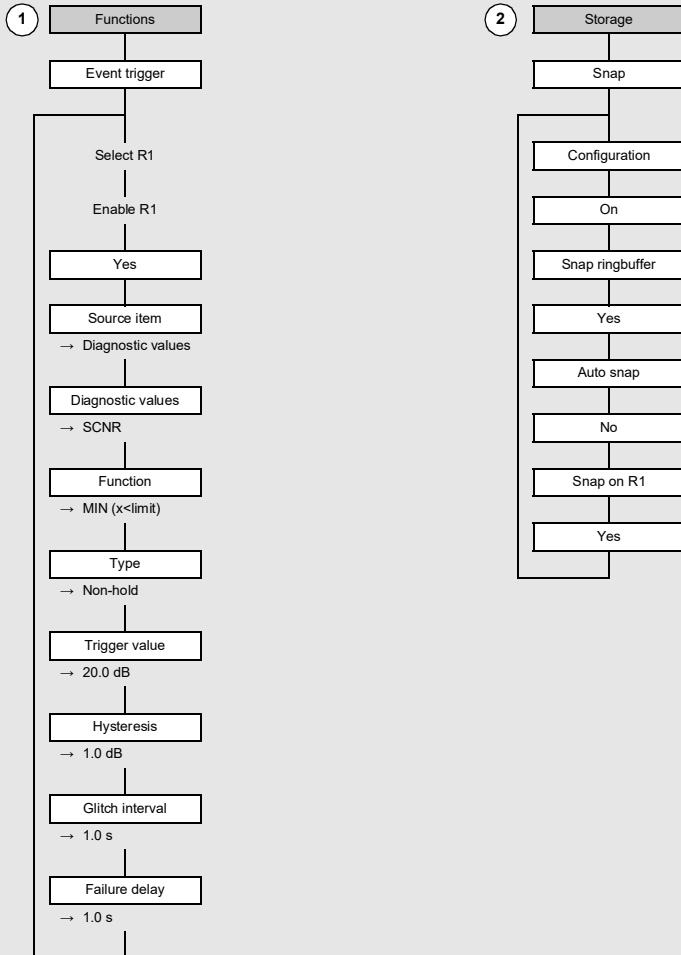 1
Functions
Event trigger
Select R1
Enable R1
Yes
Source item
→ Diagnostic values
Diagnostic values
→ SCNR
Function
→ MIN (x<limit)
Type
→ Non-hold
Trigger value
→ 20.0 dB
Hysteresis
→ 1.0 dB
Glitch interval
→ 1.0 s
Failure delay
→ 1.0 s
2
Storage
Snap
Configuration
On
Snap ringbuffer
Yes
Auto snap
No
Snap on R1
Yes